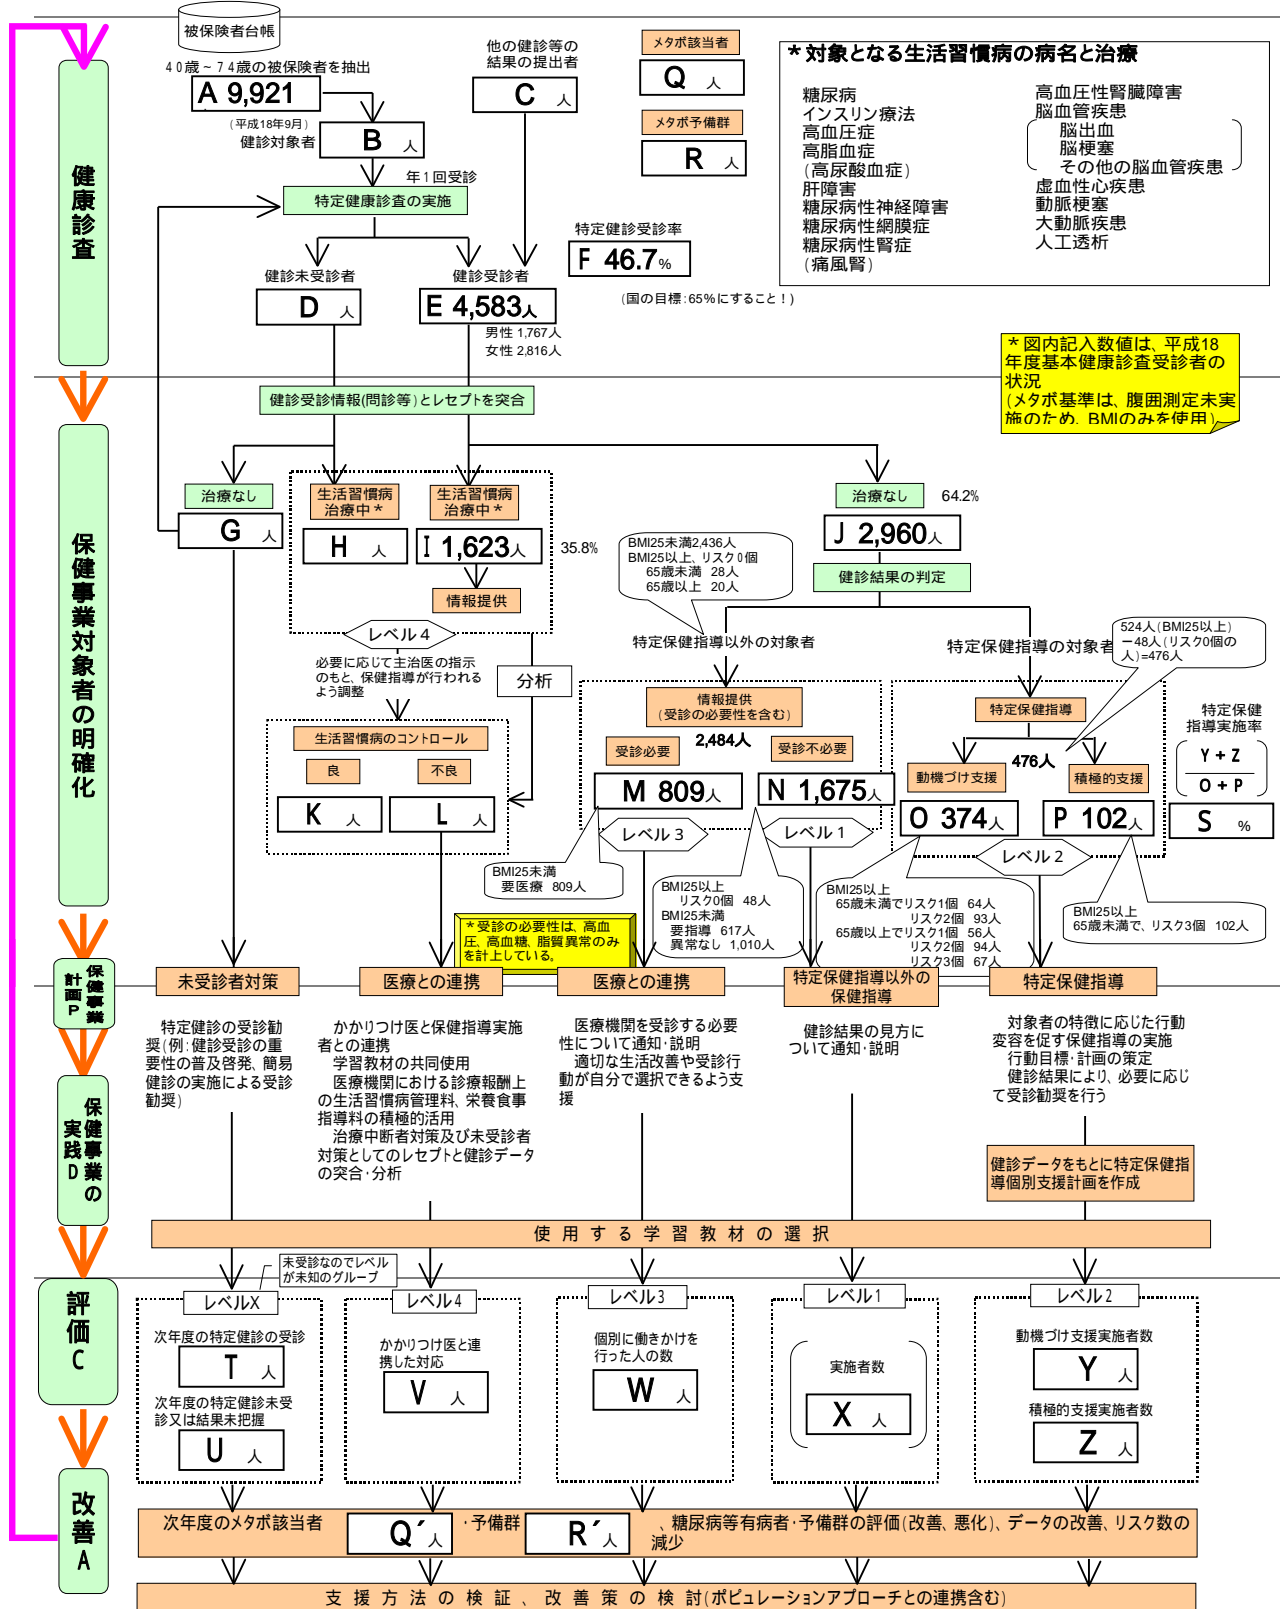 被保険者台帳
40歳～74歳の被保険者を抽出
A 9,921
(平成18年9月)
健診対象者
B 人
他の健診等の
結果の提出者
C 人
メタボ該当者
Q 人
メタボ予備群
R 人
*対象となる生活習慣病の病名と治療
糖尿病
インスリン療法
高血圧症
高脂血症
(高尿酸血症)
肝障害
糖尿病性神経障害
糖尿病性網膜症
糖尿病性腎症
(痛風腎)
高血圧性腎臓障害
脳血管疾患
脳出血
脳梗塞
その他の脳血管疾患
虚血性心疾患
動脈梗塞
大動脈疾患
人工透析
健康診査
年1回受診
特定健康診査の実施
特定健診受診率
F 46.7%
(国の目標:65%にすること!)
健診未受診者
D 人
健診受診者
E 4,583人
男性 1,767人
女性 2,816人
*図内記入数値は、平成18
年度基本健康診査受診者の
状況
(メタボ基準は、腹囲測定未実
施のため、BMIのみを使用)
健診受診情報(問診等)とレセプトを突合
保健事業対象者の明確化
治療なし
G 人
生活習慣病
治療中*
H 人
生活習慣病
治療中*
I 1,623人
35.8%
情報提供
レベル4
治療なし
64.2%
J 2,960人
健診結果の判定
BMI25未満2,436人
BMI25以上、リスク0個
65歳未満 28人
65歳以上 20人
特定保健指導以外の対象者
特定保健指導の対象者
524人(BMI25以上)
ー48人(リスク0個の
人)=476人
必要に応じて主治医の指示
のもと、保健指導が行われる
よう調整
分析
生活習慣病のコントロール
良
不良
K 人
L 人
情報提供
(受診の必要性を含む)
2,484人
受診必要
受診不必要
M 809人
N 1,675人
レベル3
レベル1
特定保健指導
476人
動機づけ支援
積極的支援
O 374人
P 102人
レベル2
特定保健
指導実施率
Y + Z
O + P
S %
BMI25未満
要医療 809人
BMI25以上
リスク0個 48人
BMI25未満
要指導 617人
異常なし 1,010人
BMI25以上
65歳未満でリスク1個 64人
リスク2個 93人
65歳以上でリスク1個 56人
リスク2個 94人
リスク3個 67人
BMI25以上
65歳未満で、リスク3個 102人
*受診の必要性は、高血
圧、高血糖、脂質異常のみ
を計上している。
保健事業
計画P
未受診者対策
医療との連携
医療との連携
特定保健指導以外の
保健指導
特定保健指導
特定健診の受診勧
奨(例:健診受診の重
要性の普及啓発、簡易
健診の実施による受診
勧奨)
かかりつけ医と保健指導実施
者との連携
学習教材の共同使用
医療機関における診療報酬上
の生活習慣病管理料、栄養食事
指導料の積極的活用
治療中断者対策及び未受診者
対策としてのレセプトと健診データ
の突合・分析
医療機関を受診する必要
性について通知・説明
適切な生活改善や受診行
動が自分で選択できるよう支
援
健診結果の見方に
ついて通知・説明
対象者の特徴に応じた行動
変容を促す保健指導の実施
行動目標・計画の策定
健診結果により、必要に応じ
て受診勧奨を行う
保健事業の
実践D
健診データをもとに特定保健指
導個別支援計画を作成
使用する学習教材の選択
未受診なのでレベル
が未知のグループ
評価C
レベルX
次年度の特定健診の受診
T 人
次年度の特定健診未受
診又は結果未把握
U 人
レベル4
かかりつけ医と連
携した対応
V 人
レベル3
個別に働きかけを
行った人の数
W 人
レベル1
実施者数
X 人
レベル2
動機づけ支援実施者数
Y 人
積極的支援実施者数
Z 人
改善A
次年度のメタボ該当者 Q´人 ・予備群 R´人 、糖尿病等有病者・予備群の評価(改善、悪化)、データの改善、リスク数の
減少
支援方法の検証、改善策の検討(ポピュレーションアプローチとの連携含む)